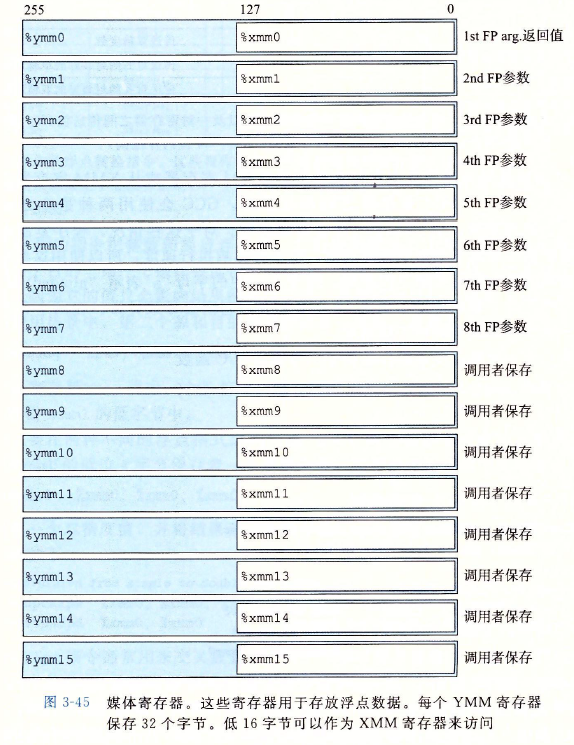 255 127 0
%ymm0 %xmm0 1st FP arg.返回值
%ymm1 %xmm1 2nd FP参数
%ymm2 %xmm2 3rd FP参数
%ymm3 %xmm3 4th FP参数
%ymm4 %xmm4 5th FP参数
%ymm5 %xmm5 6th FP参数
%ymm6 %xmm6 7th FP参数
%ymm7 %xmm7 8th FP参数
%ymm8 %xmm8 调用者保存
%ymm9 %xmm9 调用者保存
%ymm10 %xmm10 调用者保存
%ymm11 %xmm11 调用者保存
%ymm12 %xmm12 调用者保存
%ymm13 %xmm13 调用者保存
%ymm14 %xmm14 调用者保存
%ymm15 %xmm15 调用者保存
图 3-45 媒体寄存器。这些寄存器用于存放浮点数据。每个 YMM 寄存器
保存 32 个字节。低 16 字节可以作为 XMM 寄存器来访问